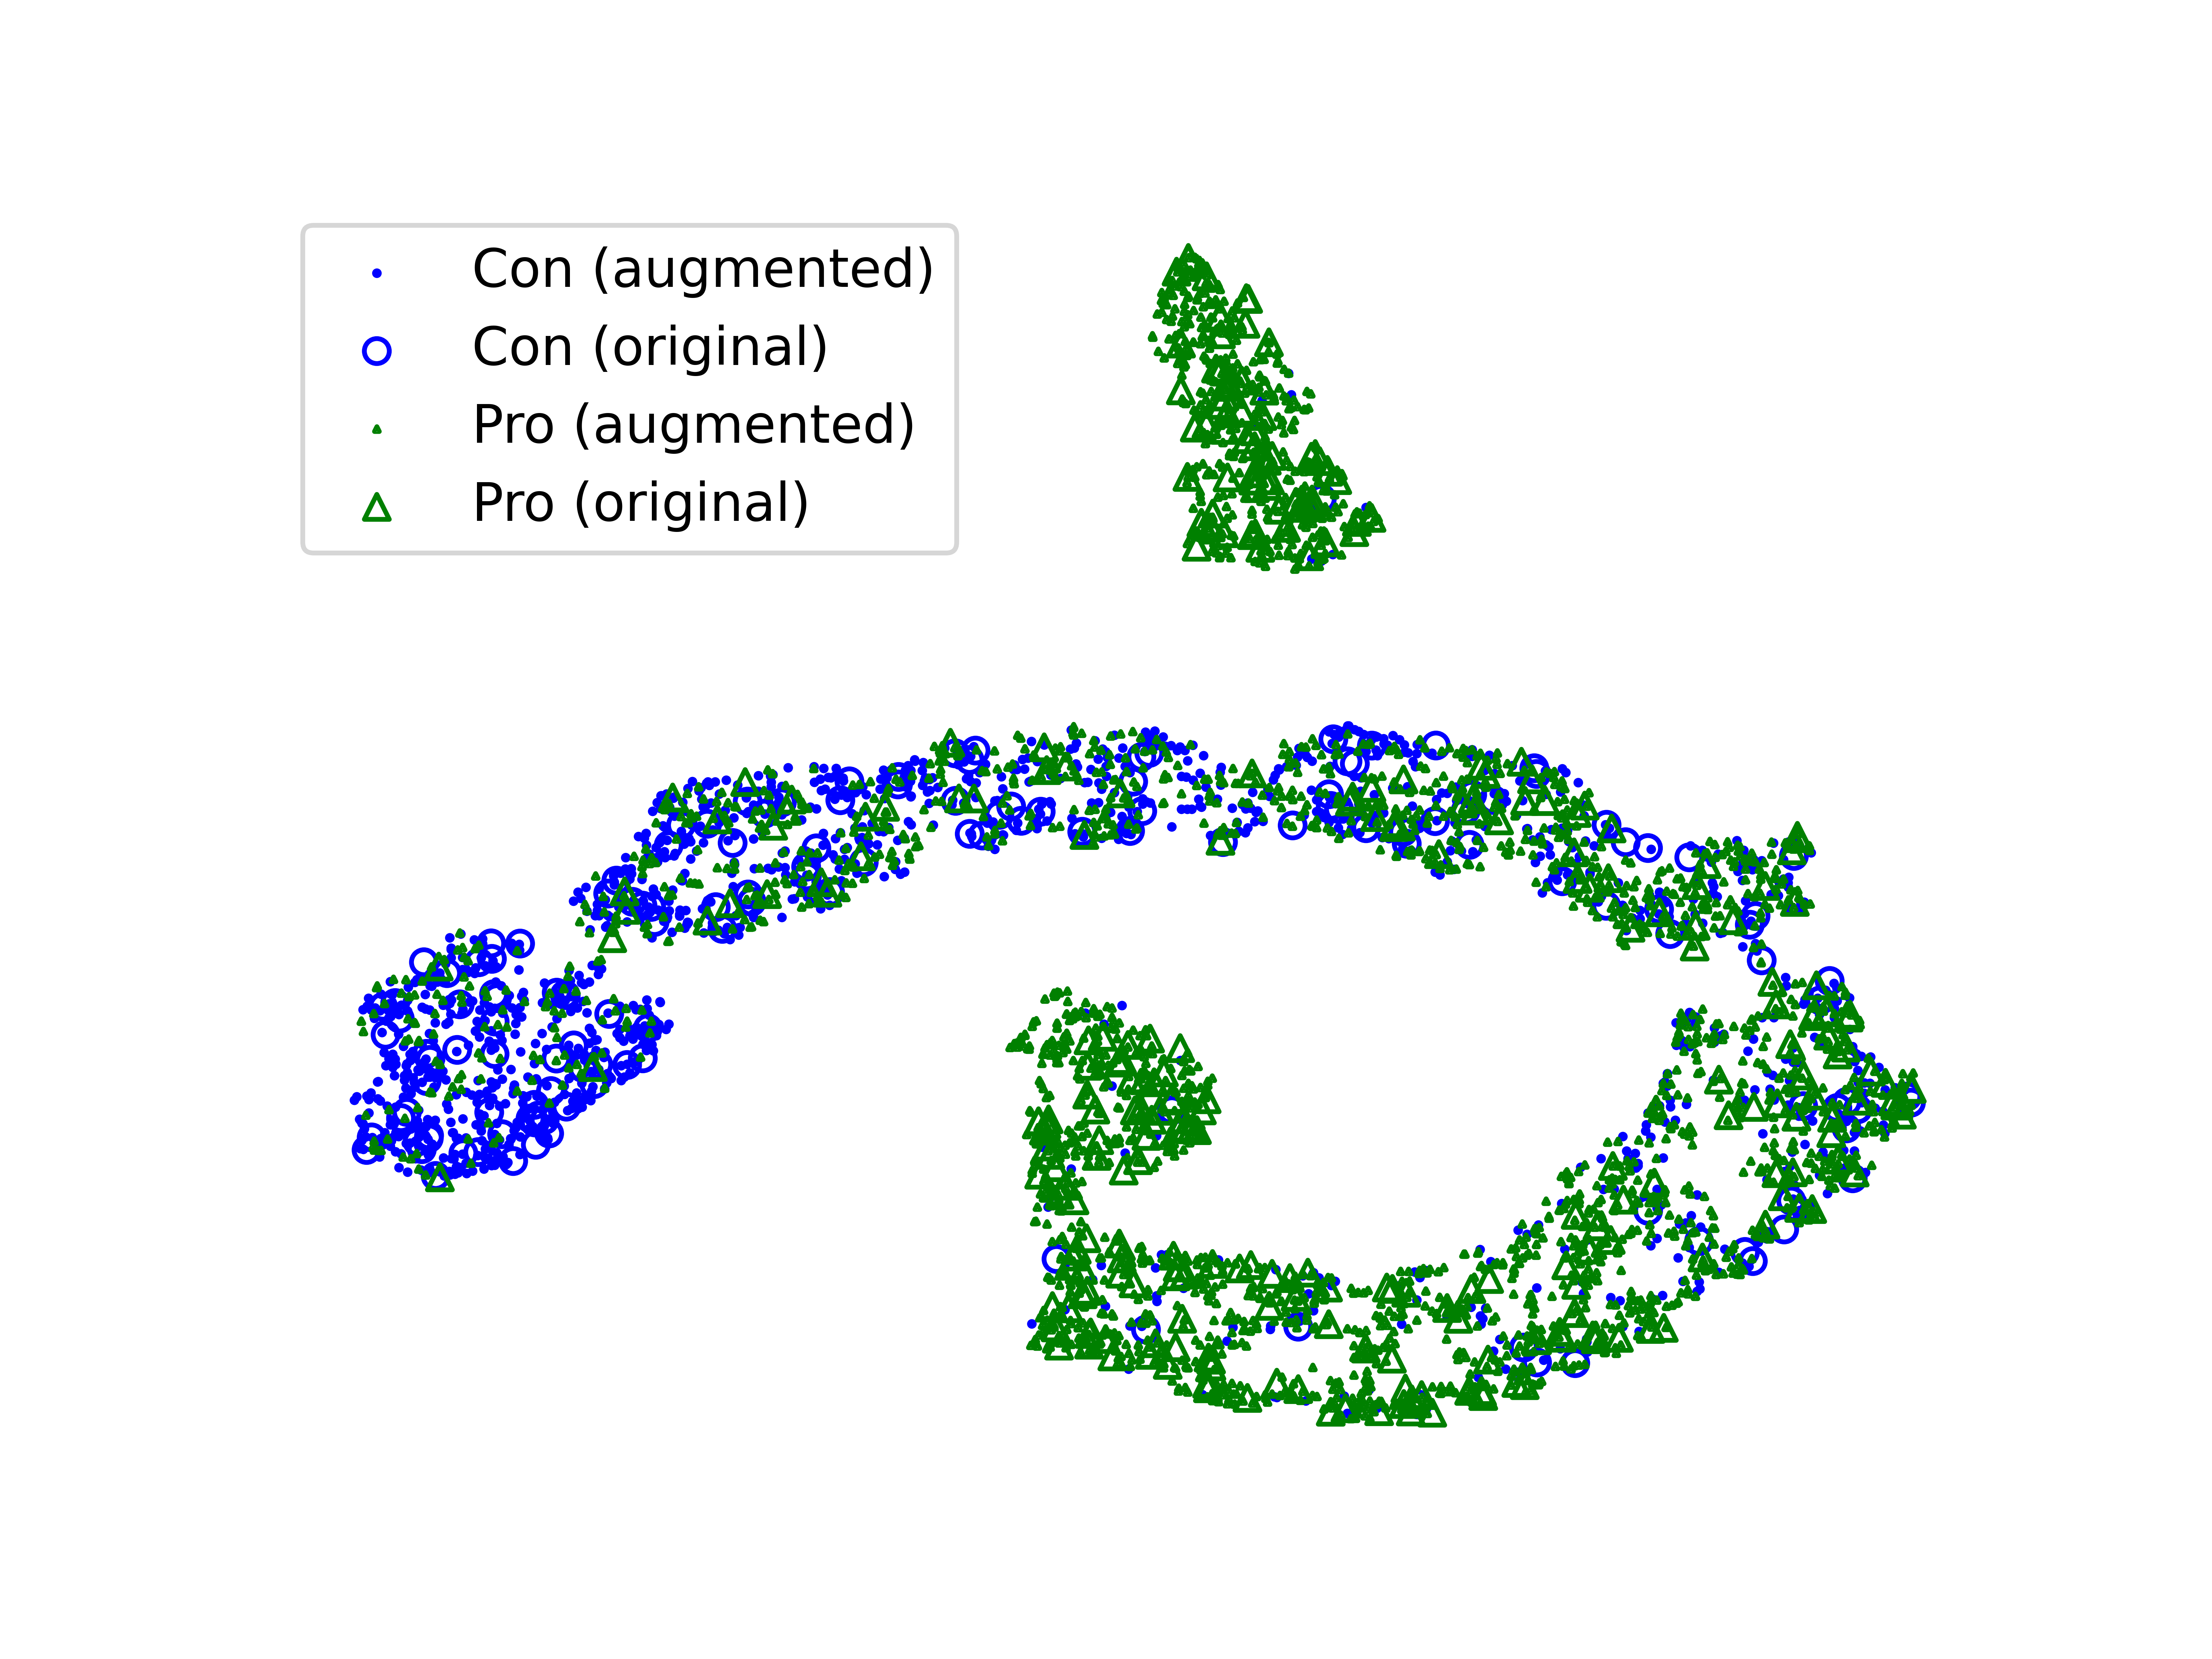 Con (augmented)
Con (original)
Pro (augmented)
Pro (original)